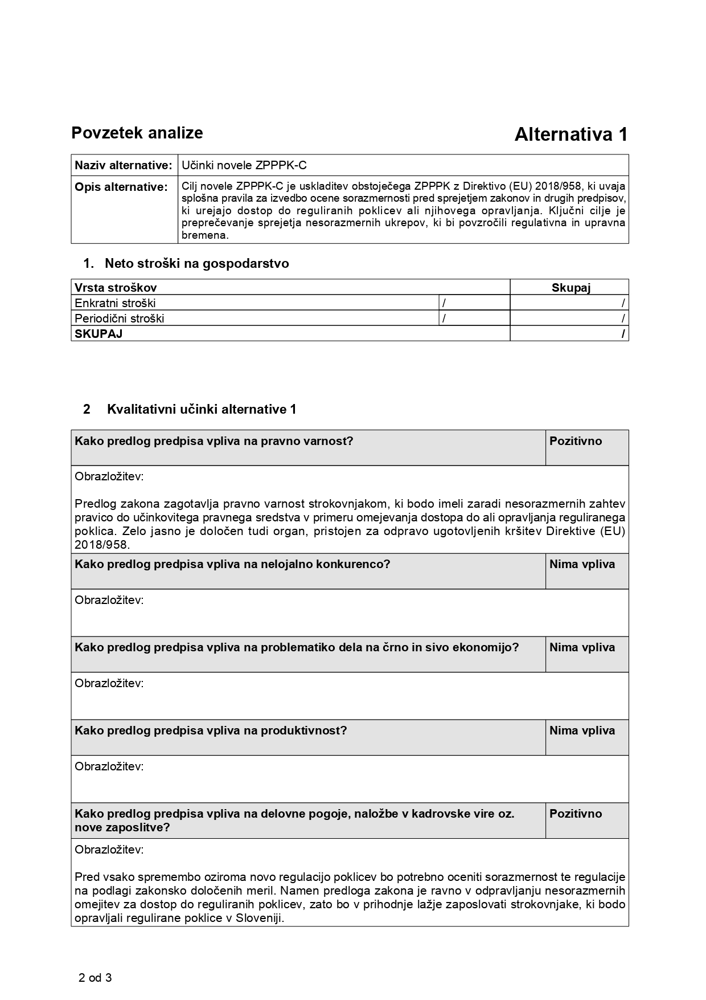 Povzetek analize
Alternativa 1
Naziv alternative: Učinki novele ZPPPK-C
Opis alternative: Cilj novele ZPPPK-C je uskladitev obstoječega ZPPPK z Direktivo (EU) 2018/958, ki uvaja
splošna pravila za izvedbo ocene sorazmernosti pred sprejetjem zakonov in drugih predpisov,
ki urejajo dostop do reguliranih poklicev ali njihovega opravljanja. Ključni cilje je
preprečevanje sprejetja nesorazmernih ukrepov, ki bi povzročili regulativna in upravna
bremena.
1. Neto stroški na gospodarstvo
Vrsta stroškov Skupaj
Enkratni stroški / /
Periodični stroški / /
SKUPAJ /
2 Kvalitativni učinki alternative 1
Kako predlog predpisa vpliva na pravno varnost? Pozitivno
Obrazložitev:
Predlog zakona zagotavlja pravno varnost strokovnjakom, ki bodo imeli zaradi nesorazmernih zahtev
pravico do učinkovitega pravnega sredstva v primeru omejevanja dostopa do ali opravljanja reguliranega
poklica. Zelo jasno je določen tudi organ, pristojen za odpravo ugotovljenih kršitev Direktive (EU)
2018/958.
Kako predlog predpisa vpliva na nelojalno konkurenco? Nima vpliva
Obrazložitev:
Kako predlog predpisa vpliva na problematiko dela na črno in sivo ekonomijo? Nima vpliva
Obrazložitev:
Kako predlog predpisa vpliva na produktivnost? Nima vpliva
Obrazložitev:
Kako predlog predpisa vpliva na delovne pogoje, naložbe v kadrovske vire oz. Pozitivno
nove zaposlitve?
Obrazložitev:
Pred vsako spremembo oziroma novo regulacijo poklicev bo potrebno oceniti sorazmernost te regulacije
na podlagi zakonsko določenih meril. Namen predloga zakona je ravno v odpravljanju nesorazmernih
omejitev za dostop do reguliranih poklicev, zato bo v prihodnje lažje zaposlovati strokovnjake, ki bodo
opravljali regulirane poklice v Sloveniji.
2 od 3